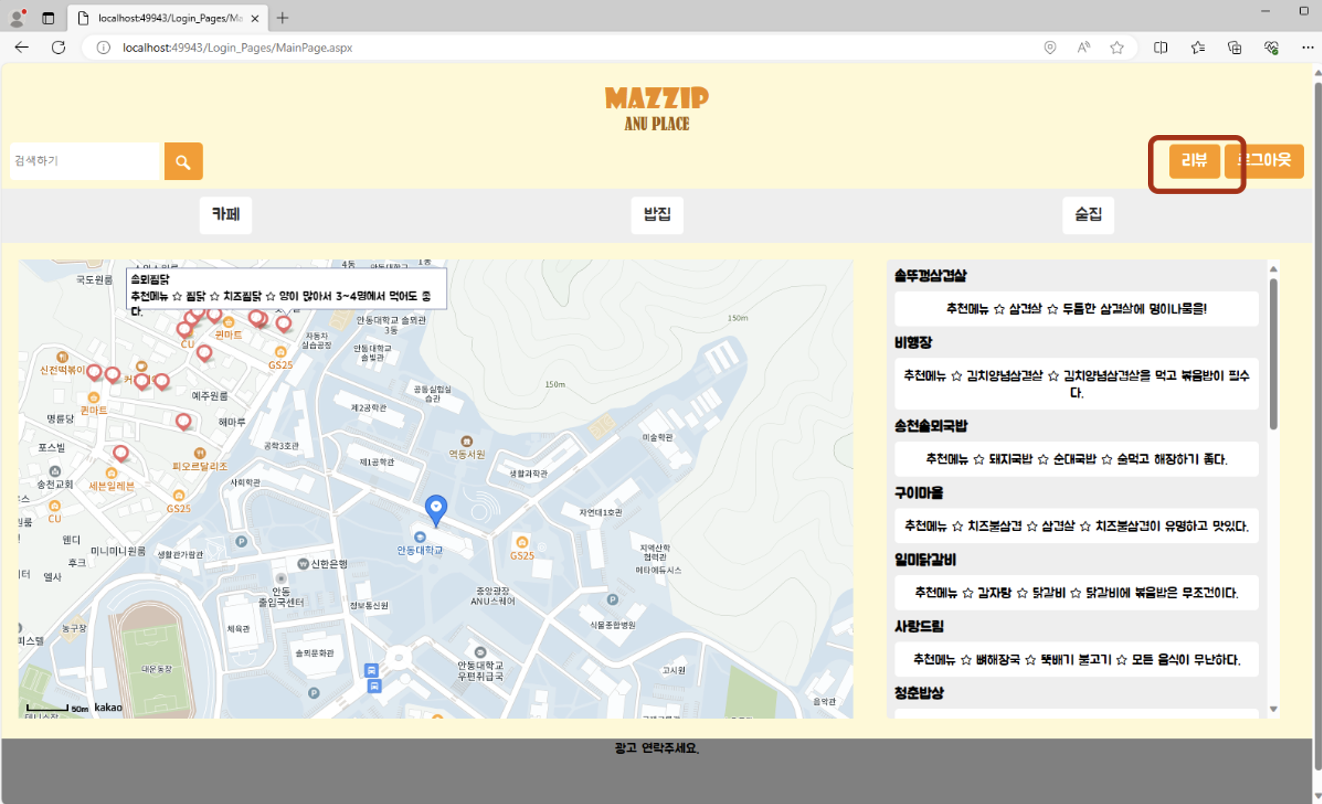 localhost:49943/Login_Pages/Ma
localhost:49943/Login_Pages/MainPage.aspx
MAZZIP
ANU PLACE
검색하기
리뷰
로그아웃
카페
밥집
술집
국도원룸
4동
안동대학교
1동
솔뫼찜닭
추천메뉴 ☆ 찜닭 ☆ 치즈찜닭 ☆ 양이 많아서 3~4명에서 먹어도 좋
다.
안동대학교 솔뫼관
3동
150m
퀸마트
CU
자동차
실습공장
안동대학교
솔빛관
GS25
신전떡볶이
150m
공동실험실
습관
예주원룸
퀸마트
제2공학관
명륜당
해마루
미술학관
포스빌
공학3호관
역동서원
피오르달리조
제1공학관
송천교회
세븐일레븐
사회학관
생활과학관
GS25
CU
자연대1호관
웬디
미니미니원룸
생활관가람관
안동대학교
GS25
후크
신한은행
지역산학
협력관
메타에듀시스
엘사
안동
출입국센터
정보통신원
중앙광장
ANU스퀘어
식물종합병원
농구장
체육관
피스텔
솔뫼문화관
안동대학교
우편취급국
대운동장
고시원
음악관
50m
kakao
테니스장
솔뚜껑삼겹살
추천메뉴 ☆ 삼겹살 ☆ 두툼한 삼겹살에 명이나물을!
비행장
추천메뉴 ☆ 김치양념삼겹살 ☆ 김치양념삼겹살을 먹고 볶음밥이 필수
다.
송천솔뫼국밥
추천메뉴 ☆ 돼지국밥 ☆ 순대국밥 ☆ 술먹고 해장하기 좋다.
구이마을
추천메뉴 ☆ 치즈불삼겹 ☆ 삼겹살 ☆ 치즈불삼겹이 유명하고 맛있다.
일미닭갈비
추천메뉴 ☆ 감자탕 ☆ 닭갈비 ☆ 닭갈비에 볶음밥은 무조건이다.
사랑드림
추천메뉴 ☆ 뼈해장국 ☆ 뚝배기 불고기 ☆ 모든 음식이 무난하다.
청춘밥상
광고 연락주세요.